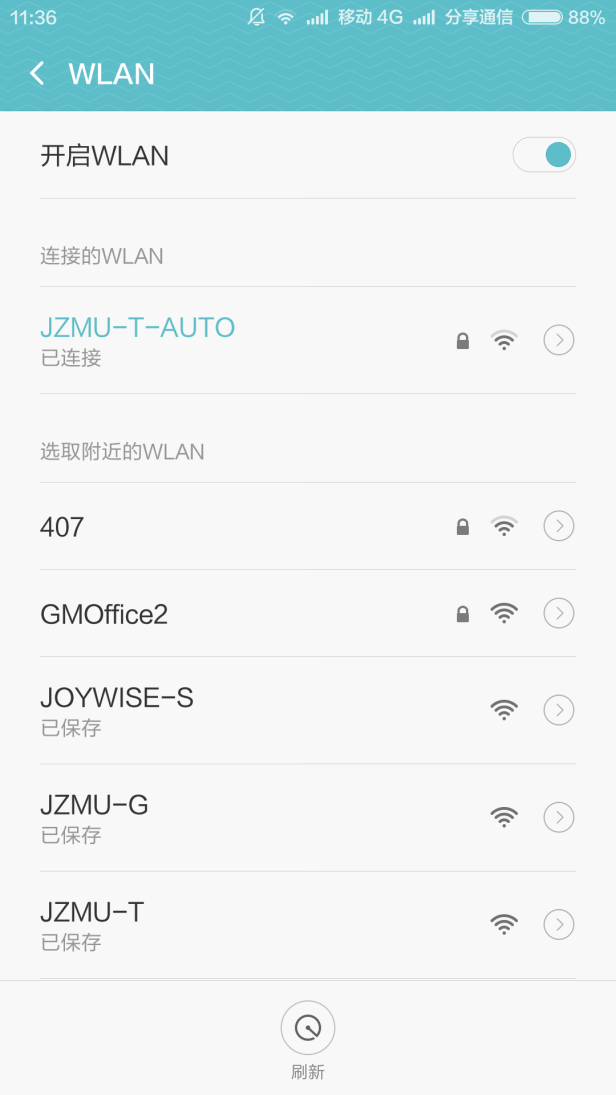 11:36 移动 4G 分享通信 88%
WLAN
开启WLAN
连接的WLAN
JZMU-T-AUTO
已连接
选取附近的WLAN
407
GMOffice2
JOYWISE-S
已保存
JZMU-G
已保存
JZMU-T
已保存
刷新